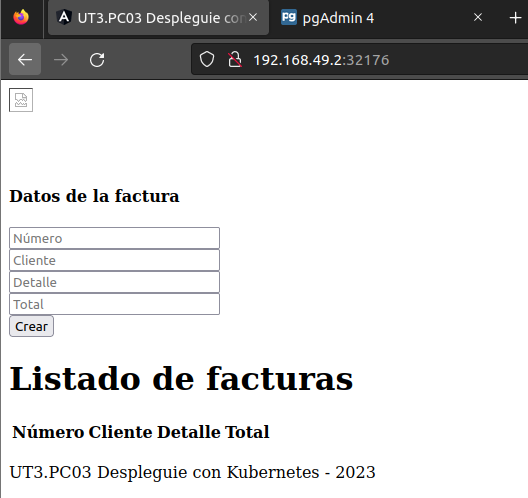 UT3.PC03 Despleguie con
pgAdmin 4
192.168.49.2:32176
Datos de la factura
Número
Cliente
Detalle
Total
Crear
Listado de facturas
Número Cliente Detalle Total
UT3.PC03 Despleguie con Kubernetes - 2023